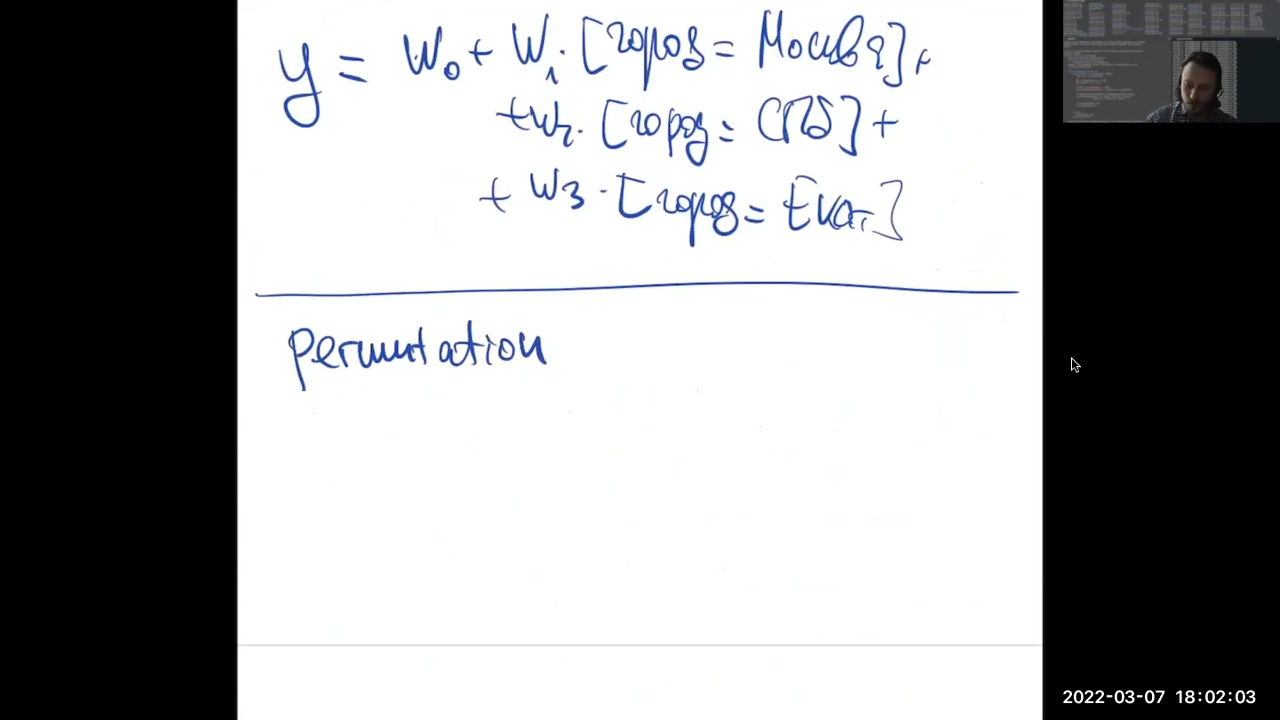 y = w₀ + w₁ · [город = Москва] +
+ w₂ · [город = СПб] +
+ w₃ · [город = Екат]
permutation
2022-03-07 18:02:03